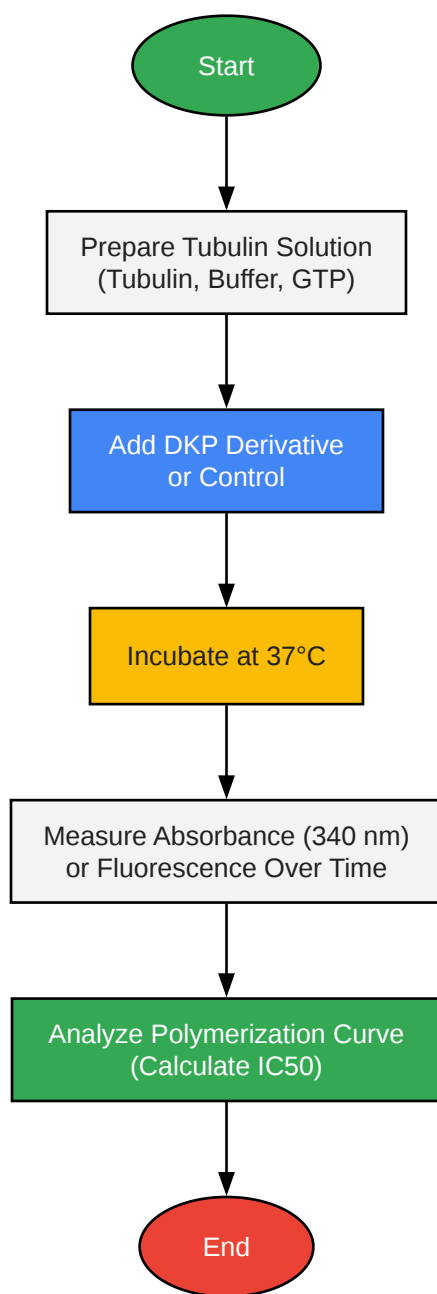 Start
Prepare Tubulin Solution
(Tubulin, Buffer, GTP)
Add DKP Derivative
or Control
Incubate at 37°C
Measure Absorbance (340 nm)
or Fluorescence Over Time
Analyze Polymerization Curve
(Calculate IC50)
End